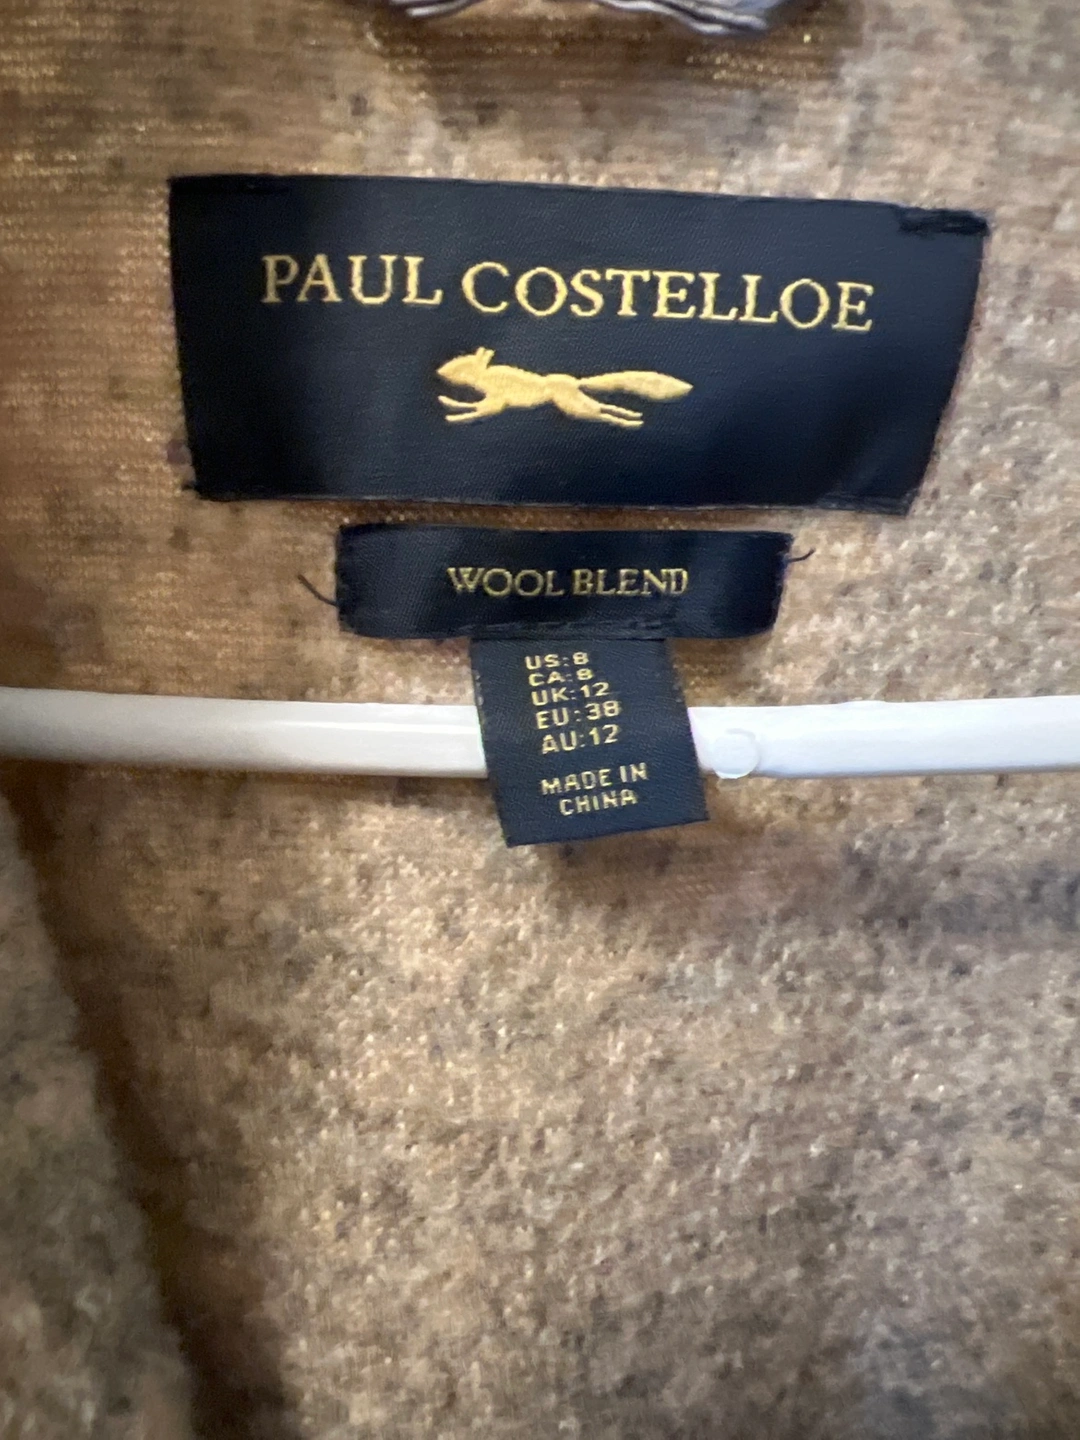 PAUL COSTELLOE
WOOL BLEND
US:8
CA:8
UK:12
EU:38
AU:12
MADE IN
CHINA